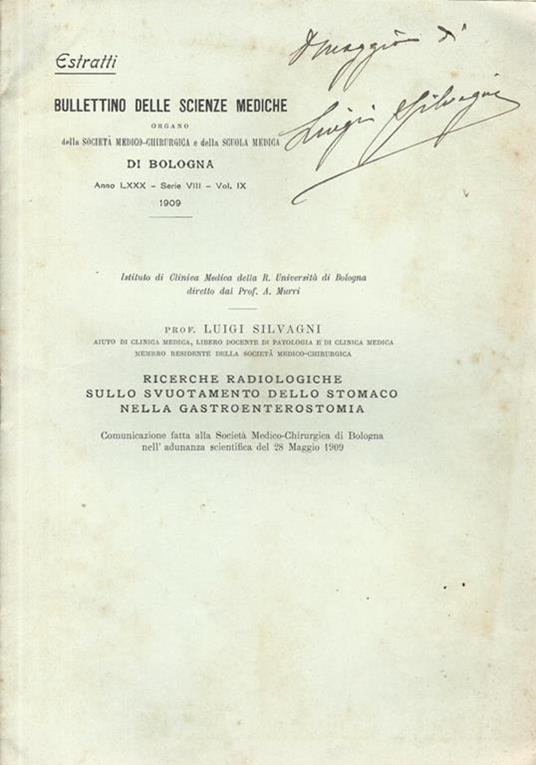 Estratti
Omaggio di
Luigi Silvagni
BULLETTINO DELLE SCIENZE MEDICHE
ORGANO
della SOCIETÀ MEDICO-CHIRURGICA e della SCUOLA MEDICA
DI BOLOGNA
Anno LXXX - Serie VIII - Vol. IX
1909
Istituto di Clinica Medica della R. Università di Bologna
diretto dal Prof. A. Murri
PROF. LUIGI SILVAGNI
AIUTO DI CLINICA MEDICA, LIBERO DOCENTE DI PATOLOGIA E DI CLINICA MEDICA
MEMBRO RESIDENTE DELLA SOCIETÀ MEDICO-CHIRURGICA
RICERCHE RADIOLOGICHE
SULLO SVUOTAMENTO DELLO STOMACO
NELLA GASTROENTEROSTOMIA
Comunicazione fatta alla Società Medico-Chirurgica di Bologna
nell' adunanza scientifica del 28 Maggio 1909